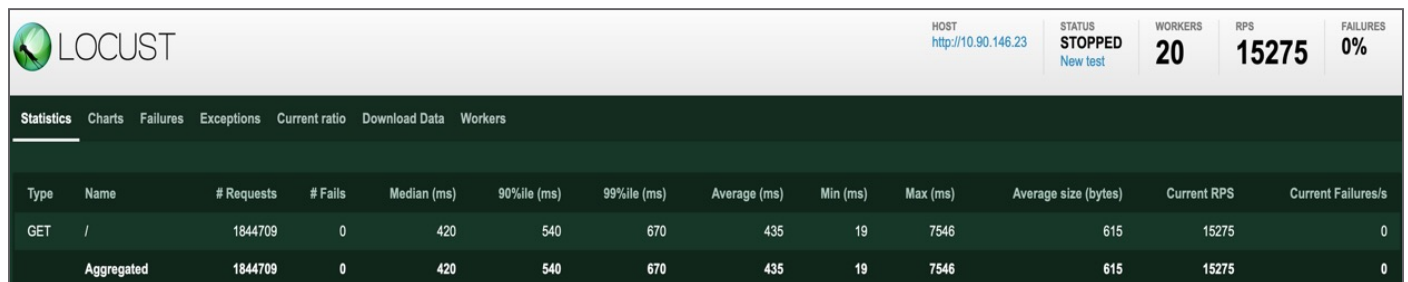 LOCUST
HOST
http://10.90.146.23
STATUS
STOPPED
New test
WORKERS
20
RPS
15275
FAILURES
0%
Statistics Charts Failures Exceptions Current ratio Download Data Workers
Type Name # Requests # Fails Median (ms) 90%ile (ms) 99%ile (ms) Average (ms) Min (ms) Max (ms) Average size (bytes) Current RPS Current Failures/s
GET / 1844709 0 420 540 670 435 19 7546 615 15275 0
Aggregated 1844709 0 420 540 670 435 19 7546 615 15275 0